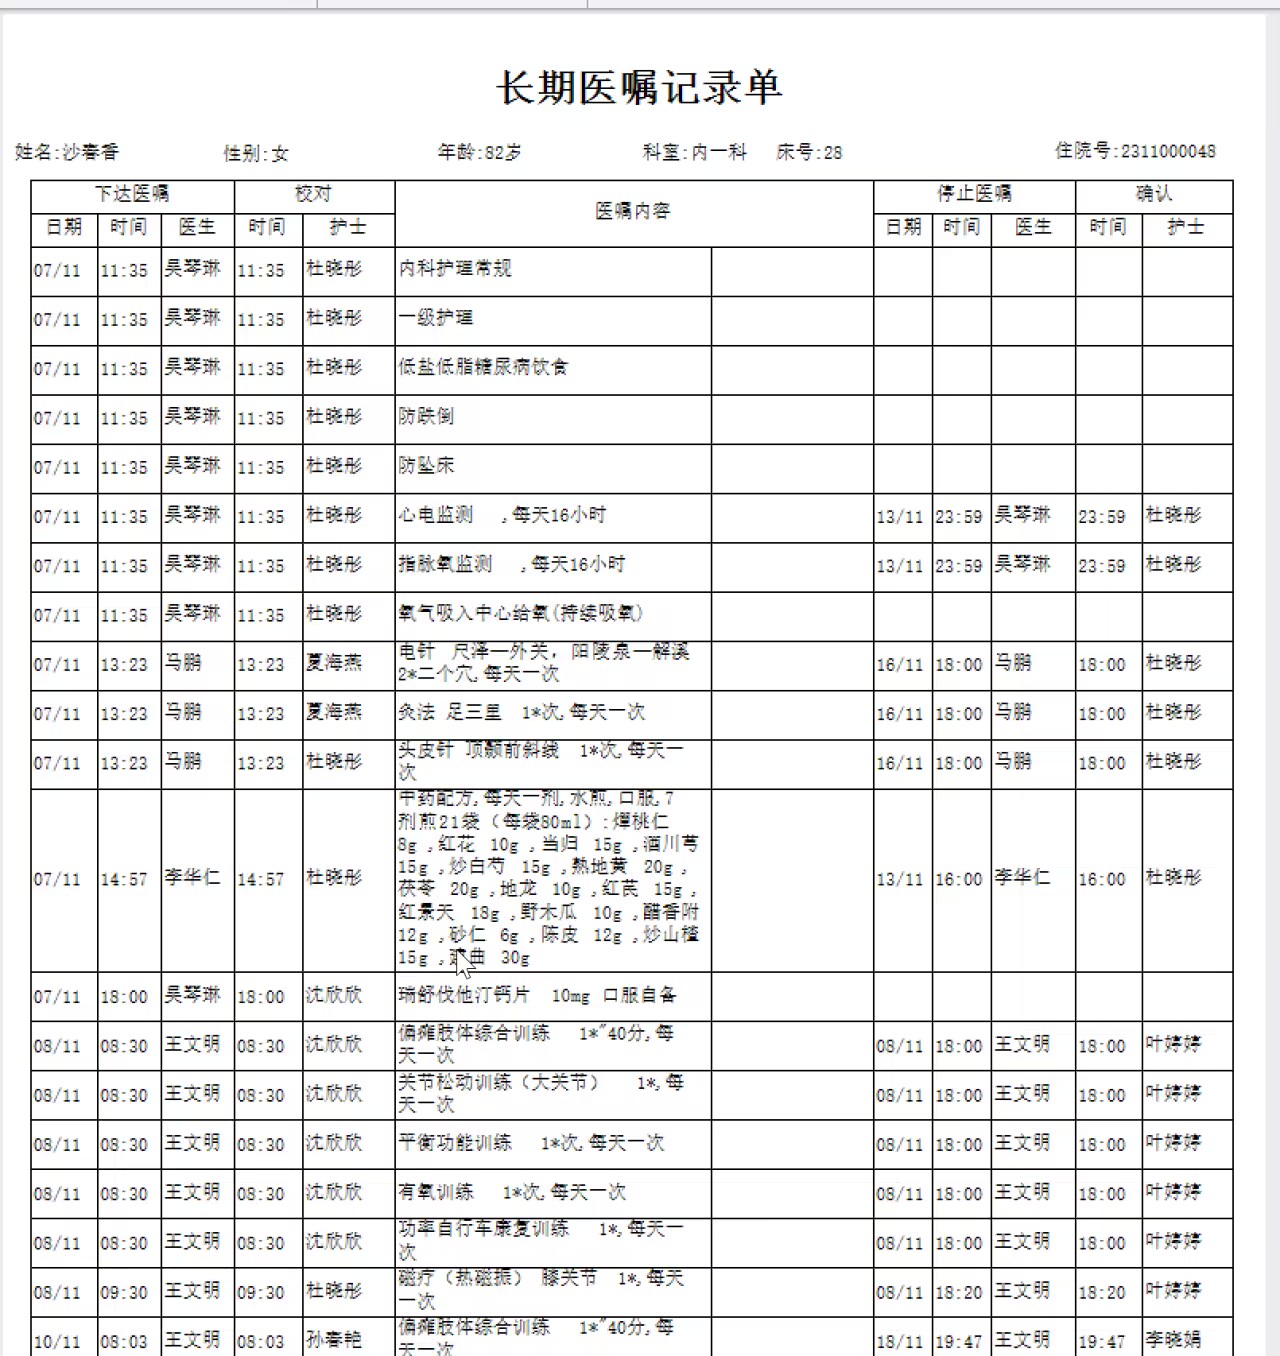 长期医嘱记录单
姓名:沙春香 性别:女 年龄:82岁 科室:内一科 床号:28 住院号:2311000048
下达医嘱 校对 医嘱内容 停止医嘱 确认
日期 时间 医生 时间 护士 日期 时间 医生 时间 护士
07/11 11:35 吴琴琳 11:35 杜晓彤 内科护理常规
07/11 11:35 吴琴琳 11:35 杜晓彤 一级护理
07/11 11:35 吴琴琳 11:35 杜晓彤 低盐低脂糖尿病饮食
07/11 11:35 吴琴琳 11:35 杜晓彤 防跌倒
07/11 11:35 吴琴琳 11:35 杜晓彤 防坠床
07/11 11:35 吴琴琳 11:35 杜晓彤 心电监测 ,每天16小时 13/11 23:59 吴琴琳 23:59 杜晓彤
07/11 11:35 吴琴琳 11:35 杜晓彤 指脉氧监测 ,每天16小时 13/11 23:59 吴琴琳 23:59 杜晓彤
07/11 11:35 吴琴琳 11:35 杜晓彤 氧气吸入中心给氧(持续吸氧)
07/11 13:23 马鹏 13:23 夏海燕 电针 尺泽—外关, 阳陵泉—解溪
2*二个穴,每天一次 16/11 18:00 马鹏 18:00 杜晓彤
07/11 13:23 马鹏 13:23 夏海燕 灸法 足三里 1*次,每天一次 16/11 18:00 马鹏 18:00 杜晓彤
07/11 13:23 马鹏 13:23 杜晓彤 头皮针 顶颞前斜线 1*次,每天一
次 16/11 18:00 马鹏 18:00 杜晓彤
中药配方,每天一剂,水煎,口服,7
剂煎21袋（每袋80ml）:燀桃仁
8g ,红花 10g ,当归 15g ,酒川芎
15g ,炒白芍 15g ,熟地黄 20g ,
07/11 14:57 李华仁 14:57 杜晓彤 茯苓 20g ,地龙 10g ,红芪 15g , 13/11 16:00 李华仁 16:00 杜晓彤
红景天 18g ,野木瓜 10g ,醋香附
12g ,砂仁 6g ,陈皮 12g ,炒山楂
15g ,建曲 30g
07/11 18:00 吴琴琳 18:00 沈欣欣 瑞舒伐他汀钙片 10mg 口服自备
08/11 08:30 王文明 08:30 沈欣欣 偏瘫肢体综合训练 1*"40分,每
天一次 08/11 18:00 王文明 18:00 叶婷婷
08/11 08:30 王文明 08:30 沈欣欣 关节松动训练（大关节） 1*,每
天一次 08/11 18:00 王文明 18:00 叶婷婷
08/11 08:30 王文明 08:30 沈欣欣 平衡功能训练 1*次,每天一次 08/11 18:00 王文明 18:00 叶婷婷
08/11 08:30 王文明 08:30 沈欣欣 有氧训练 1*次,每天一次 08/11 18:00 王文明 18:00 叶婷婷
08/11 08:30 王文明 08:30 沈欣欣 功率自行车康复训练 1*,每天一
次 08/11 18:00 王文明 18:00 叶婷婷
08/11 09:30 王文明 09:30 杜晓彤 磁疗（热磁振） 膝关节 1*,每天
一次 08/11 18:20 王文明 18:20 叶婷婷
10/11 08:03 王文明 08:03 孙春艳 偏瘫肢体综合训练 1*"40分,每
天一次 18/11 19:47 王文明 19:47 李晓娟